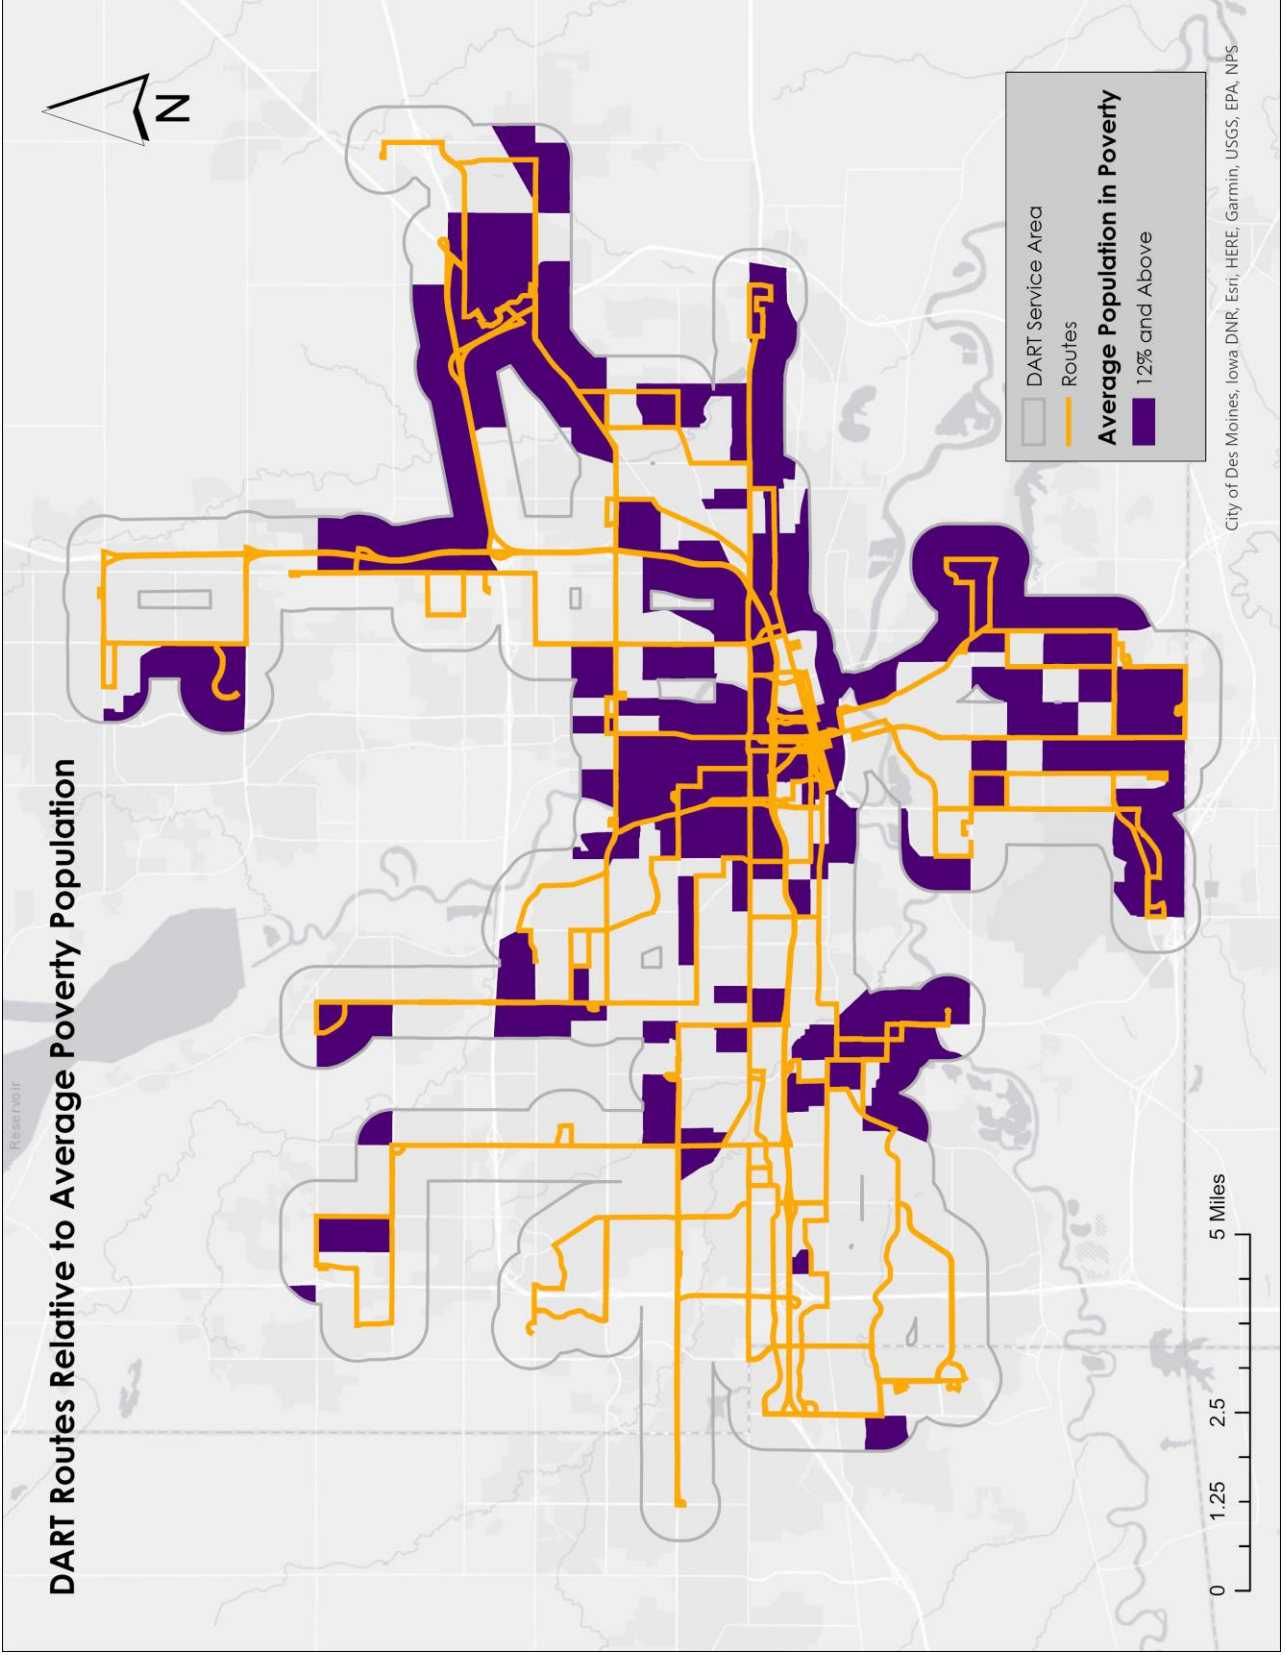 DART Routes Relative to Average Poverty Population
N
Reservoir
DART Service Area
Routes
Average Population in Poverty
12% and Above
0 1.25 2.5 5 Miles
City of Des Moines, Iowa DNR, Esri, HERE, Garmin, USGS, EPA, NPS